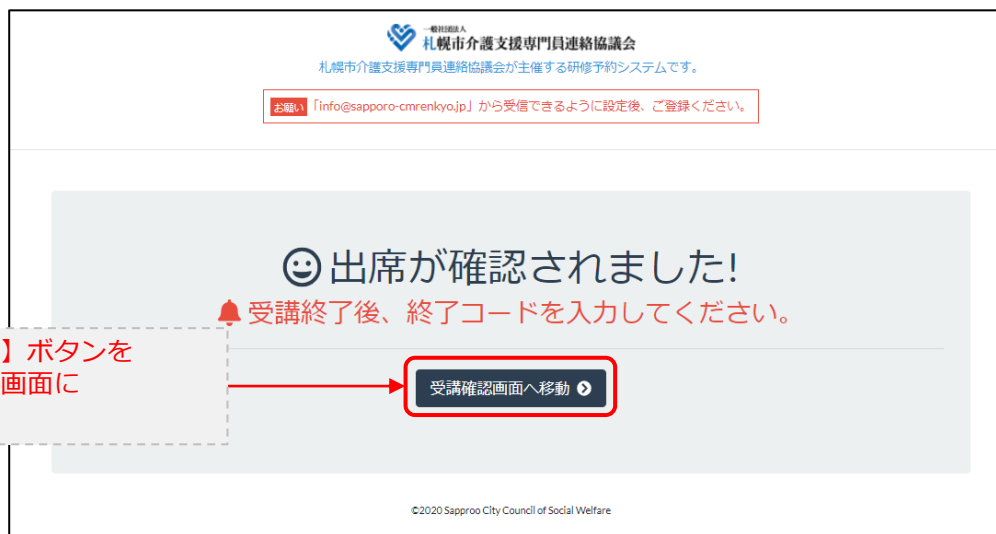 一般社団法人
札幌市介護支援専門員連絡協議会
札幌市介護支援専門員連絡協議会が主催する研修予約システムです。
お願い「info@sapporo-cmrenkyo.jp」から受信できるように設定後、ご登録ください。
出席が確認されました!
受講終了後、終了コードを入力してください。
】ボタンを
画面に
受講確認画面へ移動
©2020 Sapproo City Council of Social Welfare